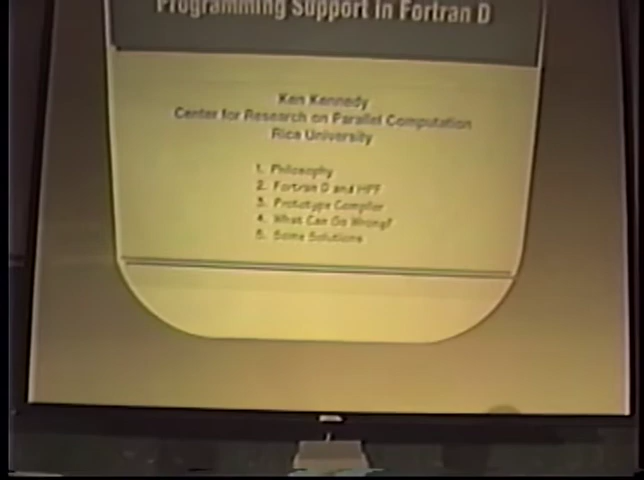 Programming Support in Fortran D
Ken Kennedy
Center for Research on Parallel Computation
Rice University
1. Philosophy
2. Fortran D and HPF
3. Prototype Compiler
4. What Can Go Wrong?
5. Some Solutions